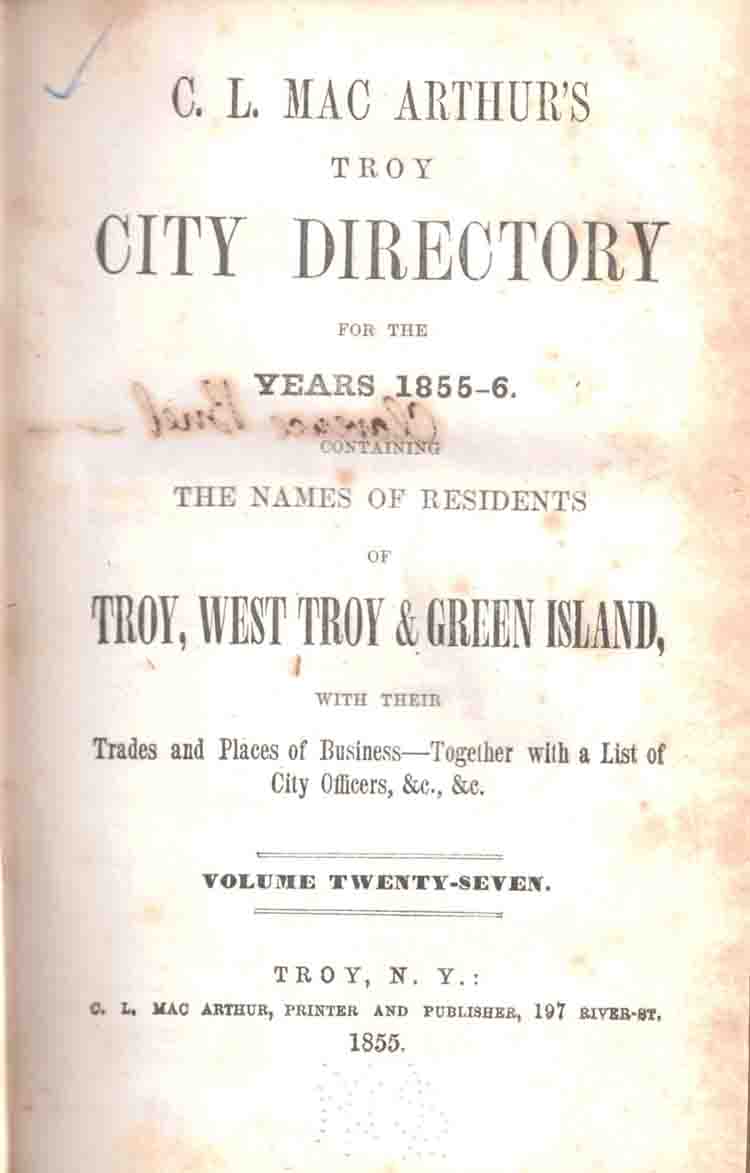 C. L. MAC ARTHUR'S
TROY
CITY DIRECTORY
FOR THE
YEARS 1855-6.
CONTAINING
THE NAMES OF RESIDENTS
OF
TROY, WEST TROY & GREEN ISLAND,
WITH THEIR
Trades and Places of Business—Together with a List of
City Officers, &c., &c.
VOLUME TWENTY-SEVEN.
TROY, N. Y.:
C. L. MAC ARTHUR, PRINTER AND PUBLISHER, 197 RIVER-ST.
1855.